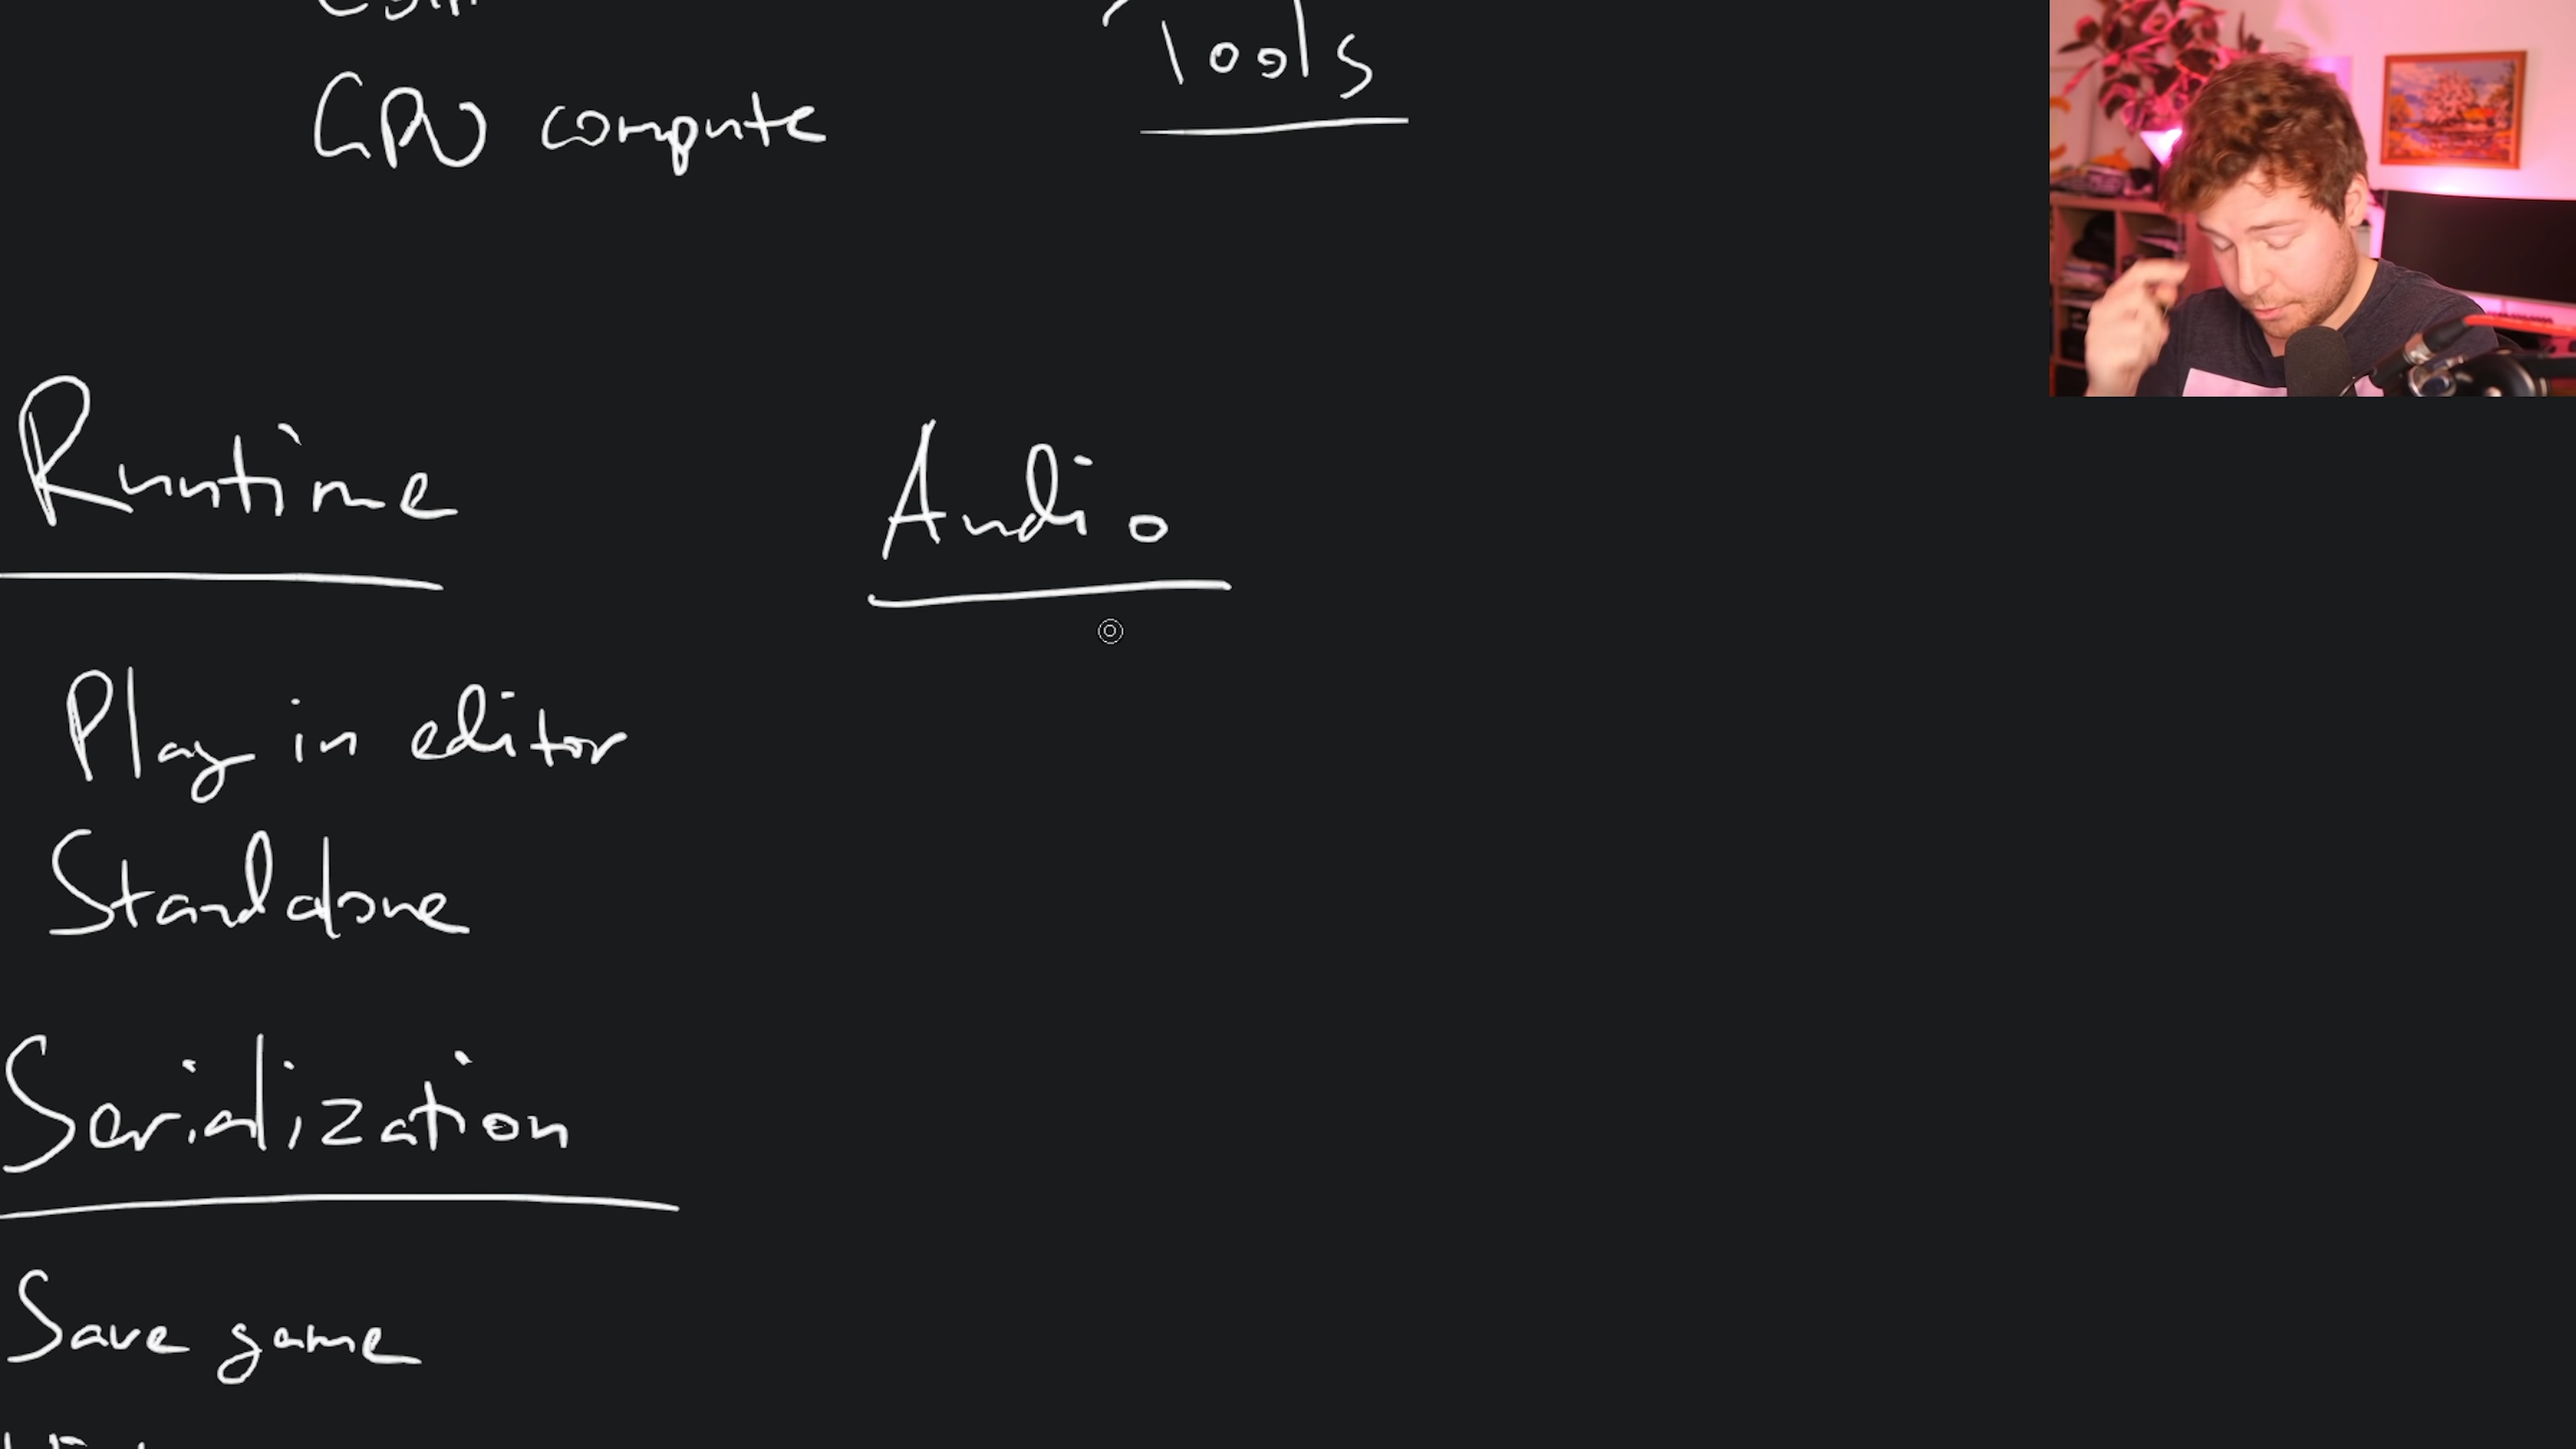 Tools
GPU compute
Runtime
Audio
Play in editor
Standalone
Serialization
Save game